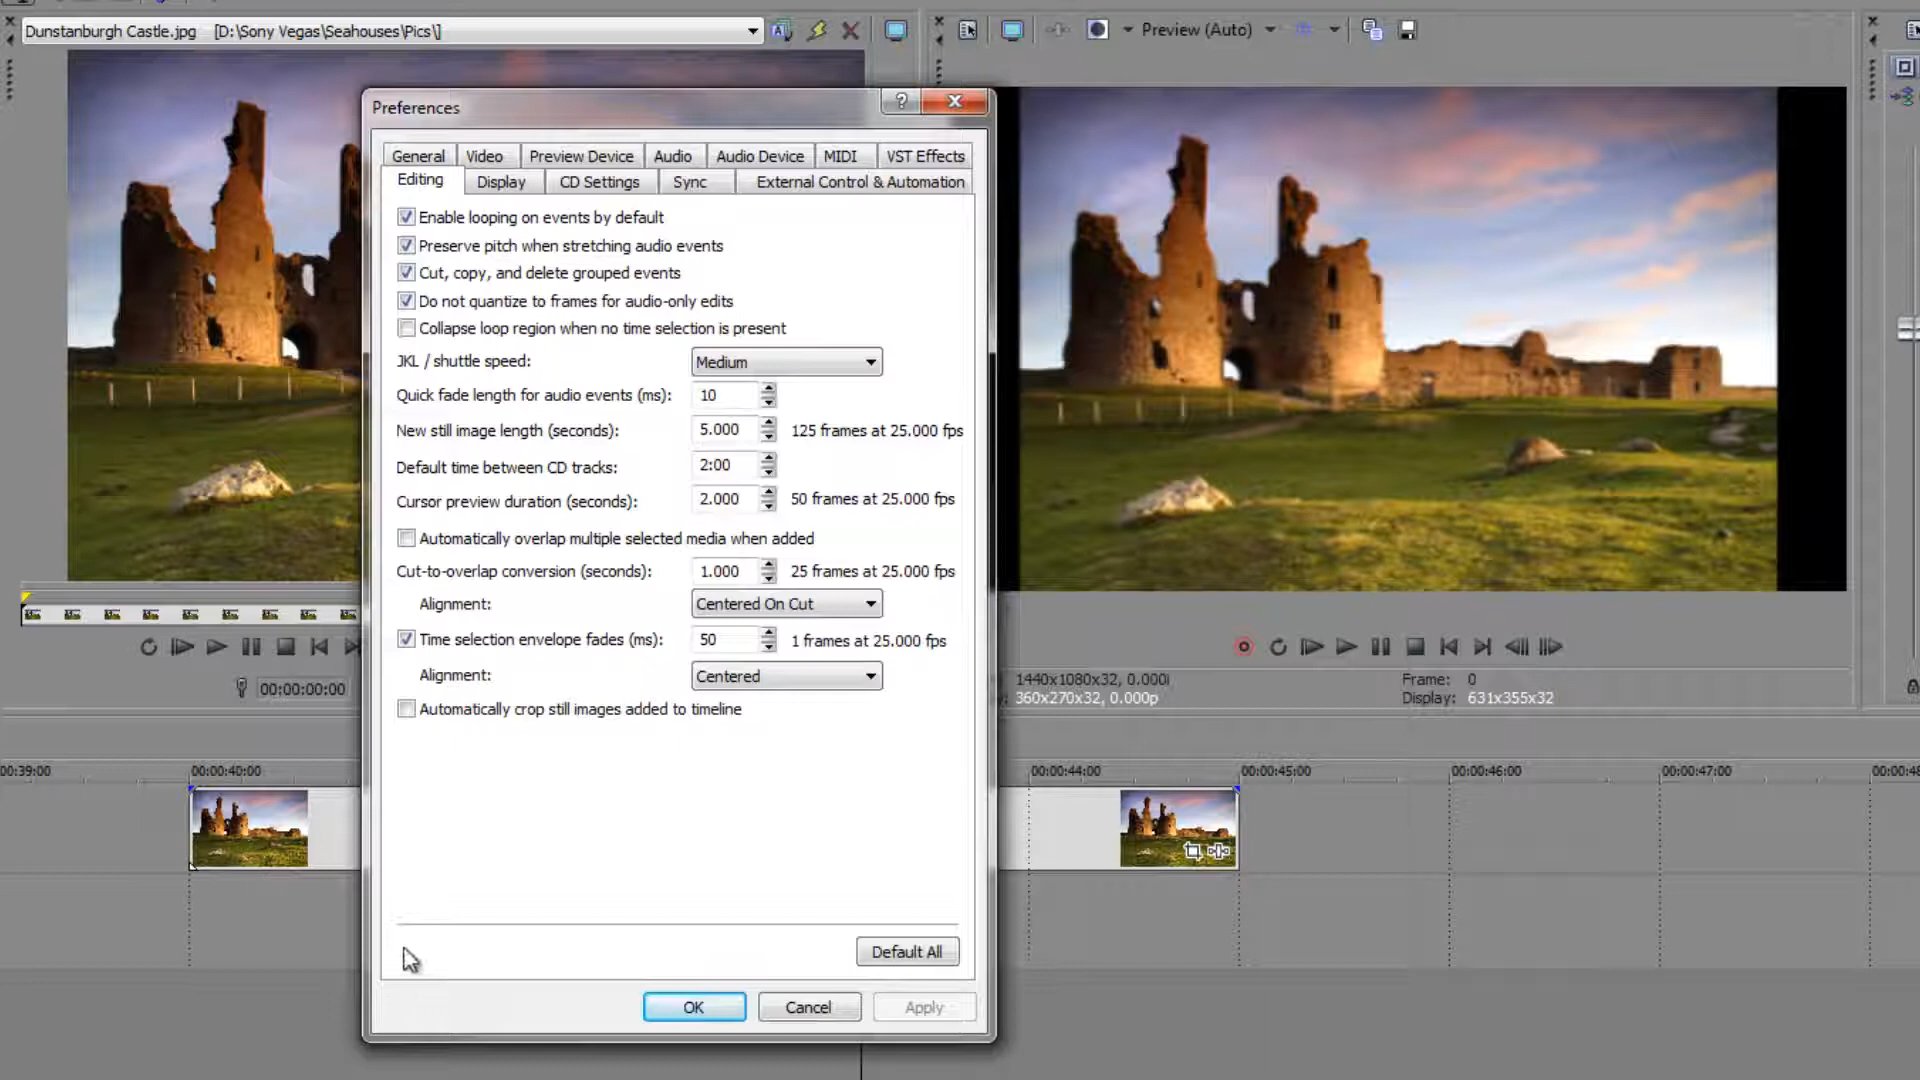 Dunstanburgh Castle.jpg [D:\Sony Vegas\Seahouses\Pics\]
Preview (Auto)
Preferences
General Video Preview Device Audio Audio Device MIDI VST Effects
Editing Display CD Settings Sync External Control & Automation
Enable looping on events by default
Preserve pitch when stretching audio events
Cut, copy, and delete grouped events
Do not quantize to frames for audio-only edits
Collapse loop region when no time selection is present
JKL / shuttle speed: Medium
Quick fade length for audio events (ms): 10
New still image length (seconds): 5.000 125 frames at 25.000 fps
Default time between CD tracks: 2:00
Cursor preview duration (seconds): 2.000 50 frames at 25.000 fps
Automatically overlap multiple selected media when added
Cut-to-overlap conversion (seconds): 1.000 25 frames at 25.000 fps
Alignment: Centered On Cut
Time selection envelope fades (ms): 50 1 frames at 25.000 fps
Alignment: Centered
Automatically crop still images added to timeline
Default All
OK Cancel Apply
00:00:00:00
1440x1080x32, 0.000i Frame: 0
360x270x32, 0.000p Display: 631x355x32
00:39:00 00:00:40:00 00:00:44:00 00:00:45:00 00:00:46:00 00:00:47:00 00:00:48